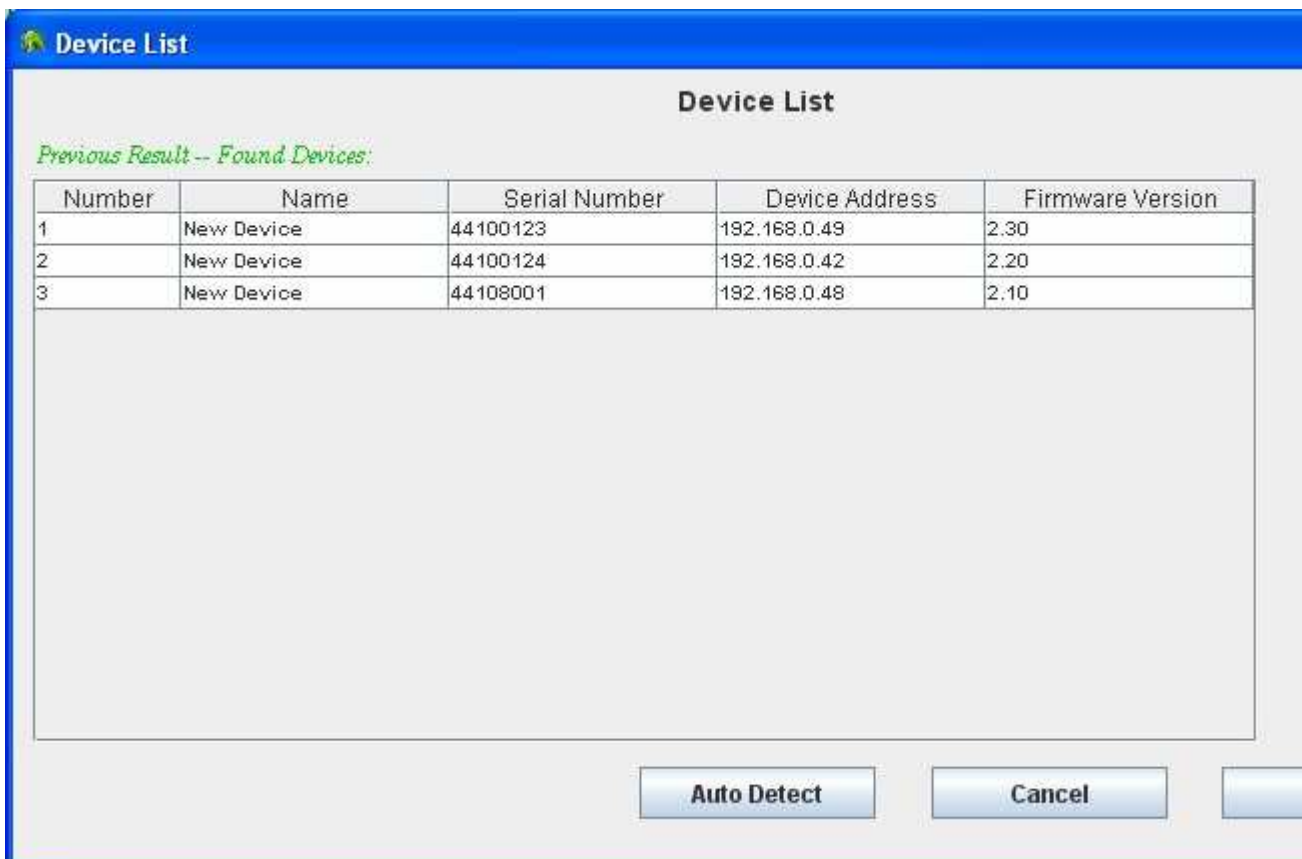 Device List
Device List
Previous Result -- Found Devices:
Number Name Serial Number Device Address Firmware Version
1 New Device 44100123 192.168.0.49 2.30
2 New Device 44100124 192.168.0.42 2.20
3 New Device 44108001 192.168.0.48 2.10
Auto Detect Cancel